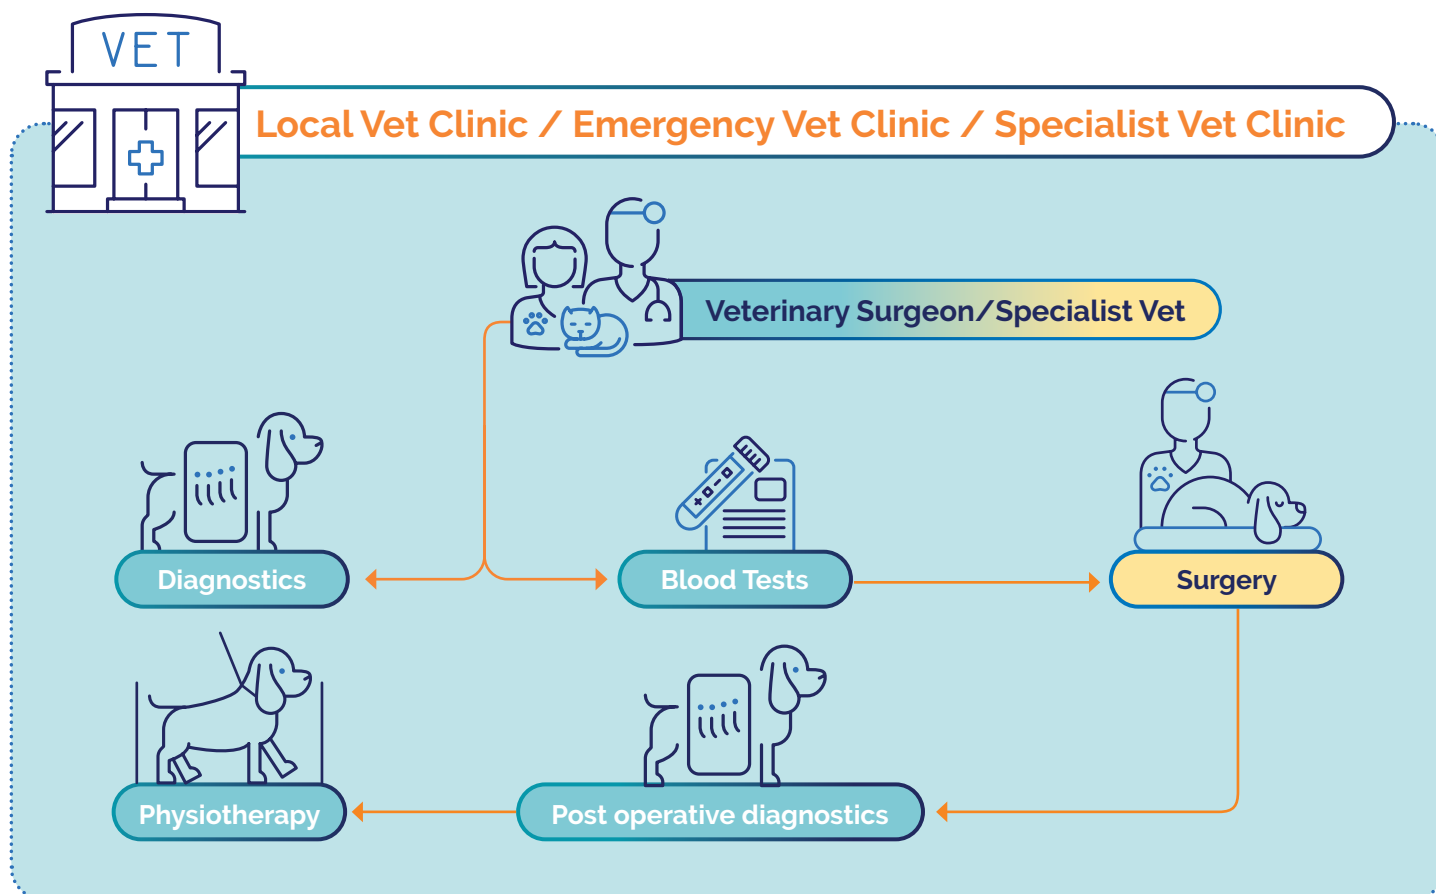 VET
Local Vet Clinic / Emergency Vet Clinic / Specialist Vet Clinic
Veterinary Surgeon/Specialist Vet
Diagnostics
Blood Tests
Surgery
Physiotherapy
Post operative diagnostics